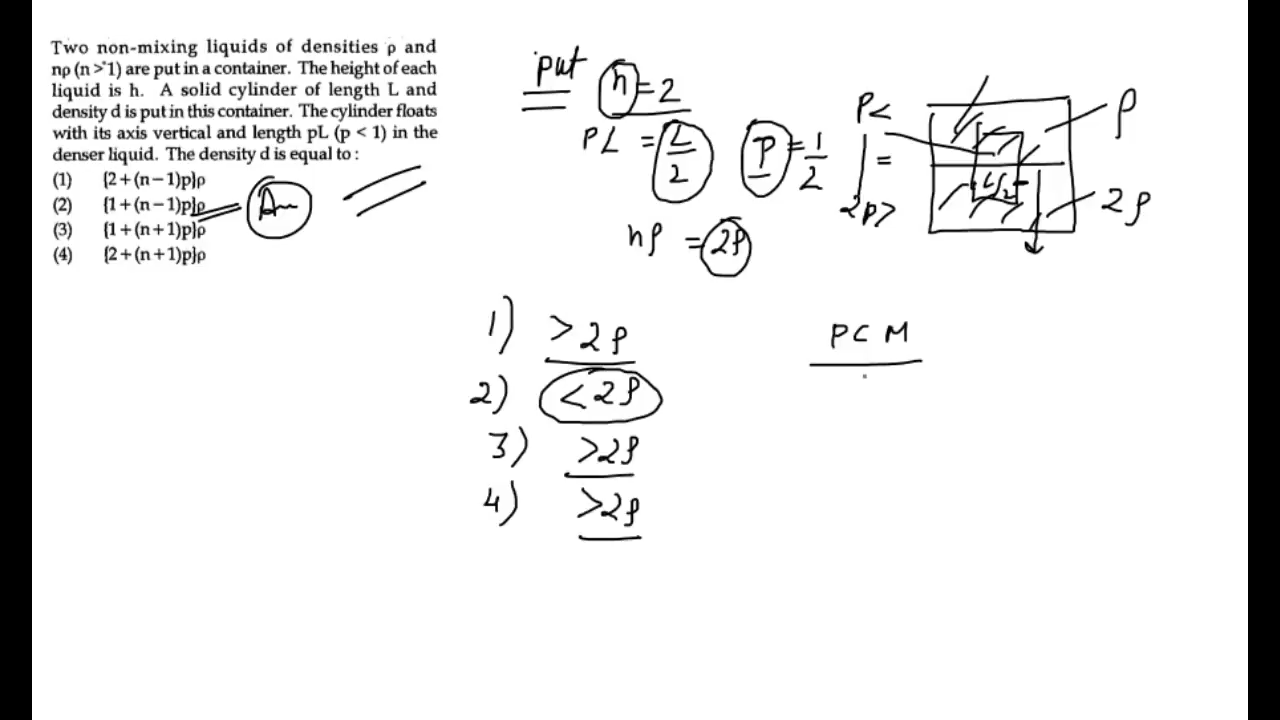 Two non-mixing liquids of densities ρ and
nρ (n > 1) are put in a container. The height of each
liquid is h. A solid cylinder of length L and
density d is put in this container. The cylinder floats
with its axis vertical and length pL (p < 1) in the
denser liquid. The density d is equal to :
(1) {2+(n−1)p}ρ
(2) {1+(n−1)p}ρ
(3) {1+(n+1)p}ρ
(4) {2+(n+1)p}ρ
Ans
put n = 2
PL = L/2 P = 1/2
nρ = 2ρ
ρ<
=
2ρ>
L/2
ρ
2ρ
1) >2ρ
2) <2ρ
3) >2ρ
4) >2ρ
PCM